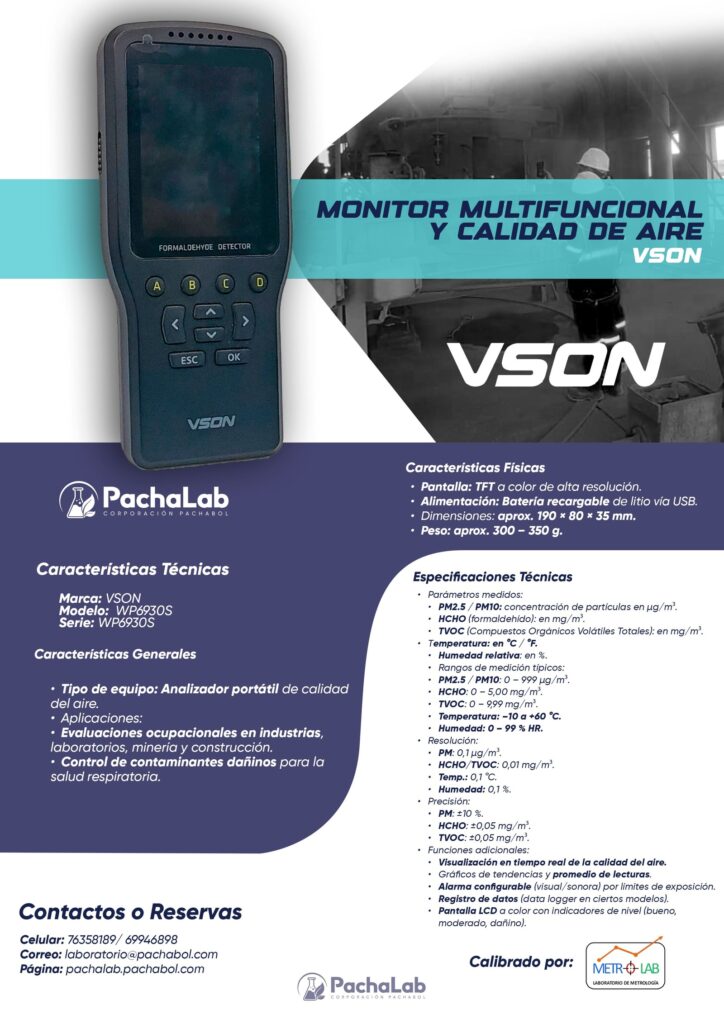 FORMALDEHYDE DETECTOR
A B C D
ESC OK
VSON
MONITOR MULTIFUNCIONAL
Y CALIDAD DE AIRE
VSON
VSON
PachaLab
CORPORACIÓN PACHABOL
Características Físicas
• Pantalla: TFT a color de alta resolución.
• Alimentación: Batería recargable de litio vía USB.
• Dimensiones: aprox. 190 × 80 × 35 mm.
• Peso: aprox. 300 – 350 g.
Características Técnicas
Marca: VSON
Modelo: WP6930S
Serie: WP6930S
Características Generales
• Tipo de equipo: Analizador portátil de calidad
del aire.
• Aplicaciones:
• Evaluaciones ocupacionales en industrias,
laboratorios, minería y construcción.
• Control de contaminantes dañinos para la
salud respiratoria.
Especificaciones Técnicas
• Parámetros medidos:
• PM2.5 / PM10: concentración de partículas en µg/m³.
• HCHO (formaldehído): en mg/m³.
• TVOC (Compuestos Orgánicos Volátiles Totales): en mg/m³.
• Temperatura: en °C / °F.
• Humedad relativa: en %.
• Rangos de medición típicos:
• PM2.5 / PM10: 0 – 999 µg/m³.
• HCHO: 0 – 5,00 mg/m³.
• TVOC: 0 – 9,99 mg/m³.
• Temperatura: –10 a +60 °C.
• Humedad: 0 – 99 % HR.
• Resolución:
• PM: 0,1 µg/m³.
• HCHO/TVOC: 0,01 mg/m³.
• Temp.: 0,1 °C.
• Humedad: 0,1 %.
• Precisión:
• PM: ±10 %.
• HCHO: ±0,05 mg/m³.
• TVOC: ±0,05 mg/m³.
• Funciones adicionales:
• Visualización en tiempo real de la calidad del aire.
• Gráficos de tendencias y promedio de lecturas.
• Alarma configurable (visual/sonora) por límites de exposición.
• Registro de datos (data logger en ciertos modelos).
• Pantalla LCD a color con indicadores de nivel (bueno,
moderado, dañino).
Contactos o Reservas
Celular: 76358189/ 69946898
Correo: laboratorio@pachabol.com
Página: pachalab.pachabol.com
PachaLab
CORPORACIÓN PACHABOL
Calibrado por:
METROLAB
LABORATORIO DE METROLOGÍA